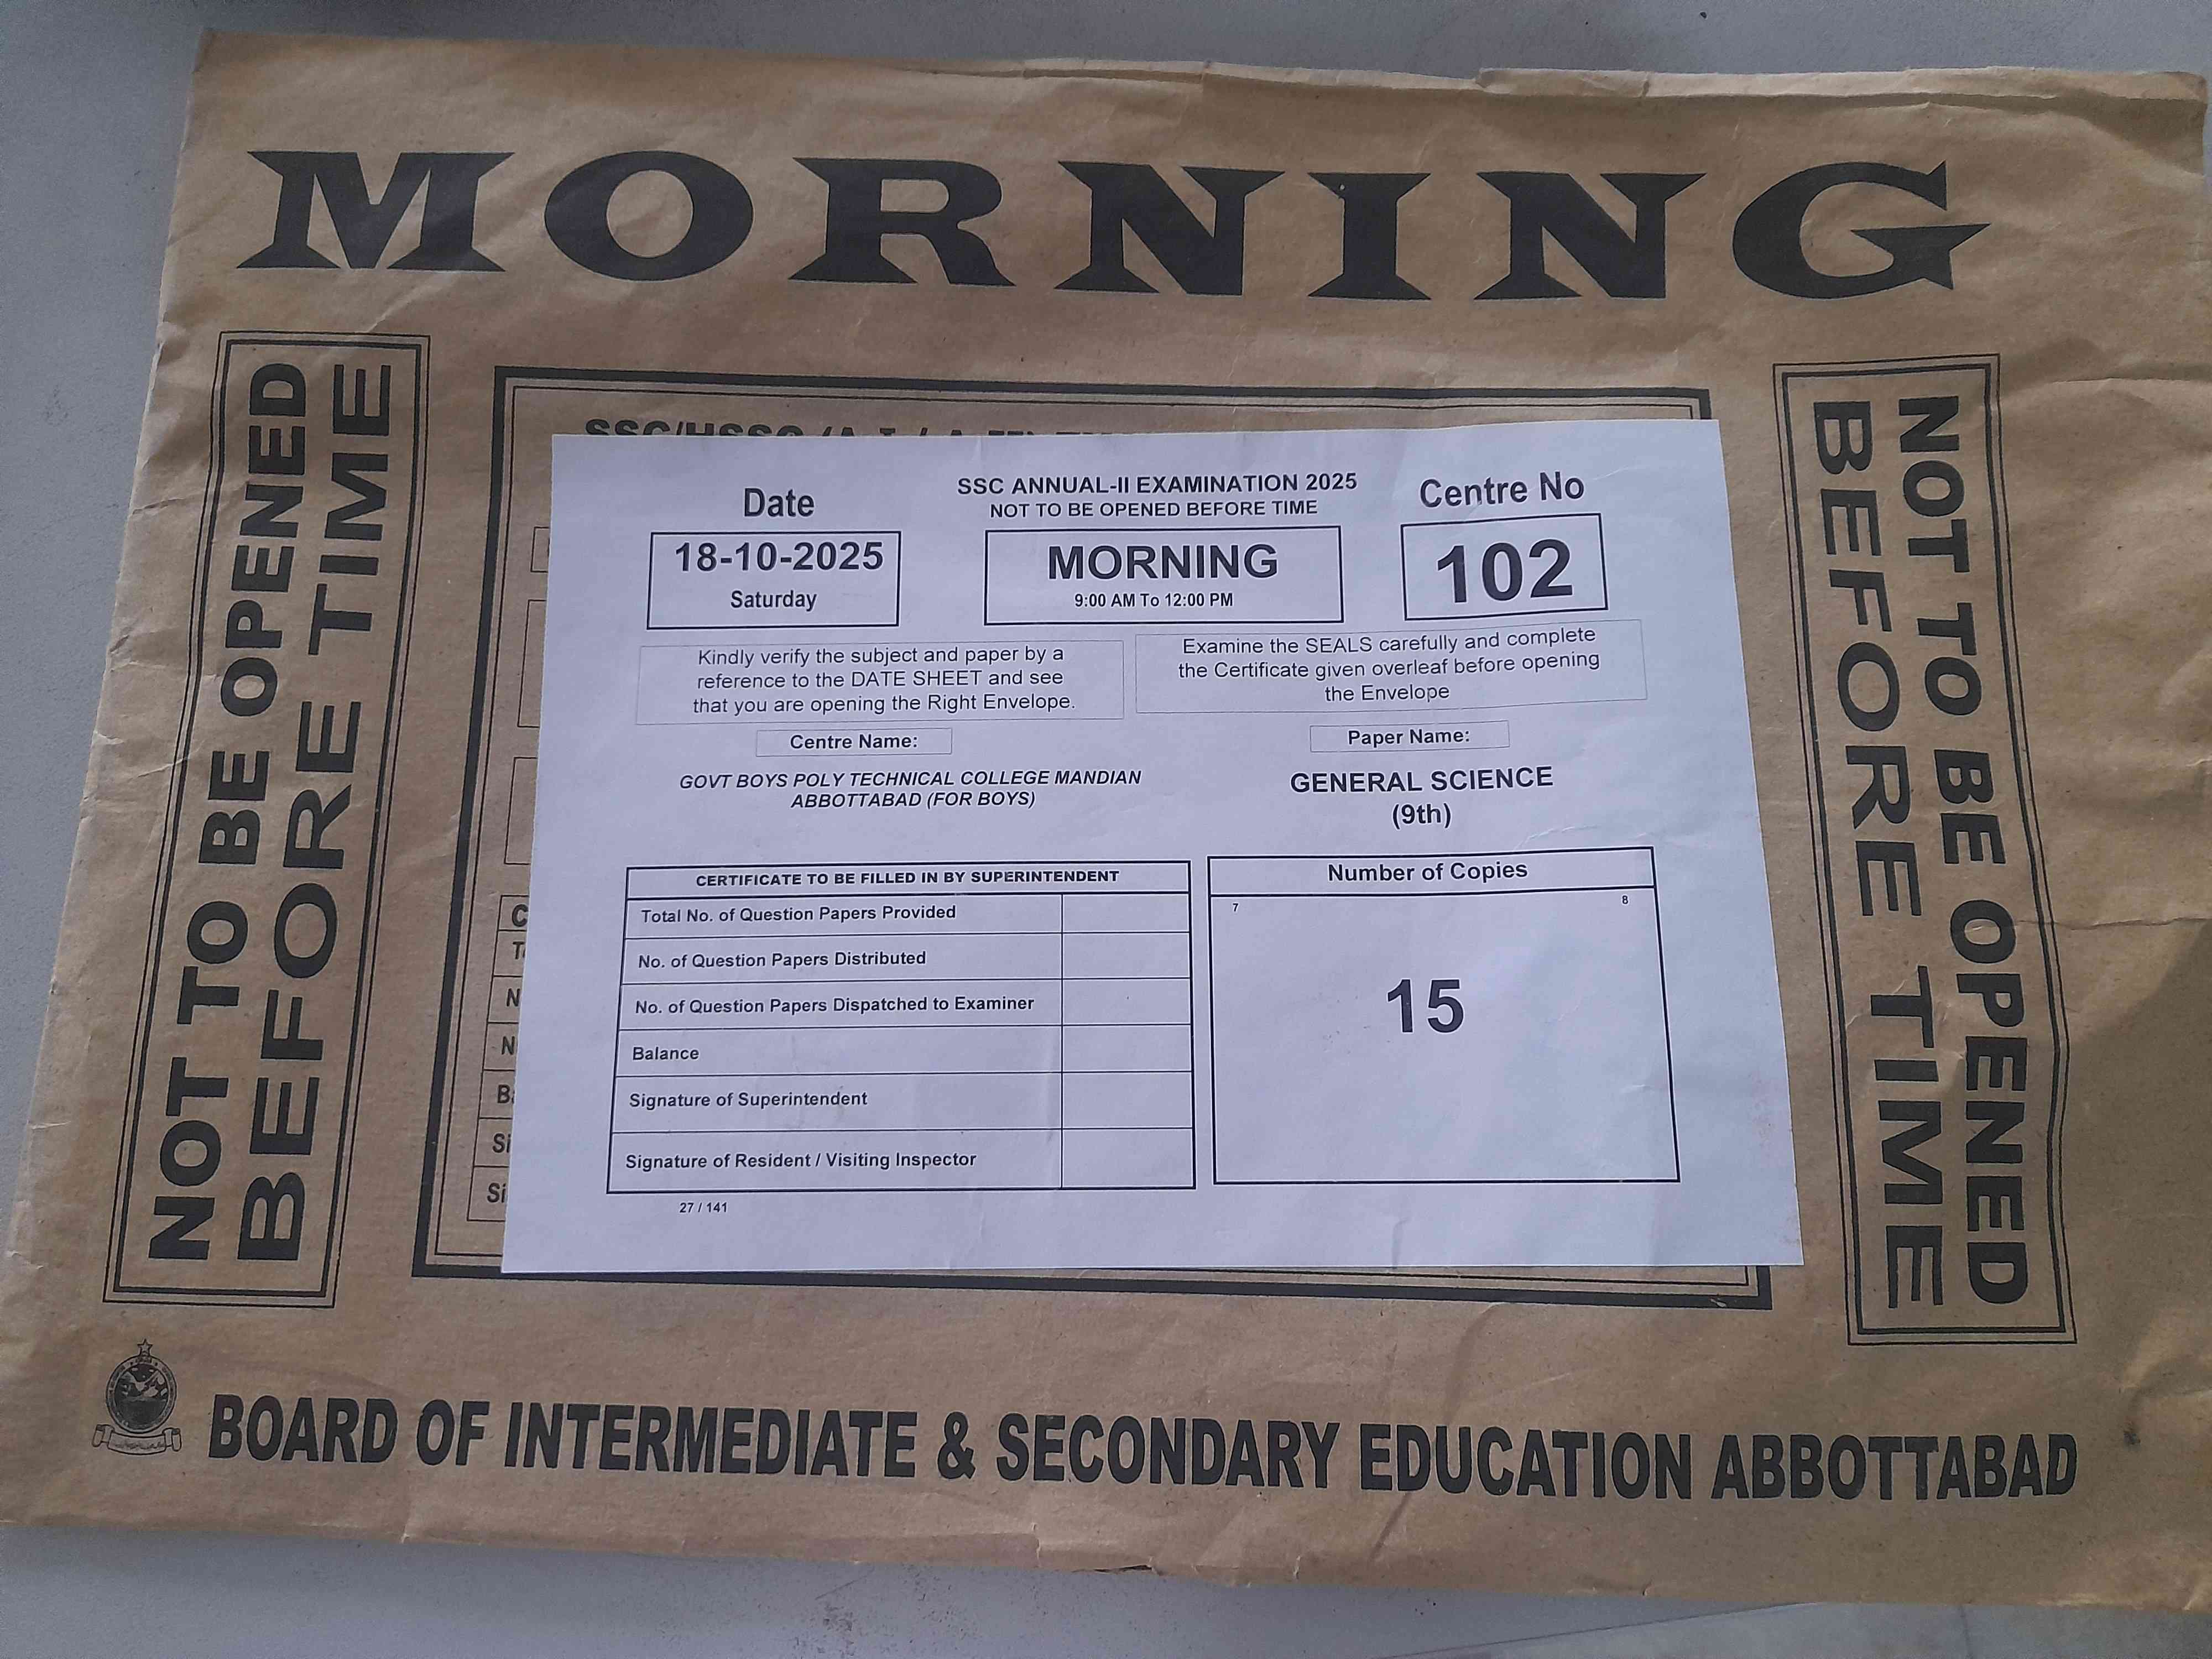 MORNING
NOT TO BE OPENED
BEFORE TIME
SSC ANNUAL-II EXAMINATION 2025
NOT TO BE OPENED BEFORE TIME
Date
18-10-2025
Saturday
MORNING
9:00 AM To 12:00 PM
Centre No
102
Kindly verify the subject and paper by a
reference to the DATE SHEET and see
that you are opening the Right Envelope.
Examine the SEALS carefully and complete
the Certificate given overleaf before opening
the Envelope
Centre Name:
GOVT BOYS POLY TECHNICAL COLLEGE MANDIAN
ABBOTTABAD (FOR BOYS)
Paper Name:
GENERAL SCIENCE
(9th)
CERTIFICATE TO BE FILLED IN BY SUPERINTENDENT
Total No. of Question Papers Provided
No. of Question Papers Distributed
No. of Question Papers Dispatched to Examiner
Balance
Signature of Superintendent
Signature of Resident / Visiting Inspector
27 / 141
Number of Copies
7
8
15
NOT TO BE OPENED
BEFORE TIME
BOARD OF INTERMEDIATE & SECONDARY EDUCATION ABBOTTABAD